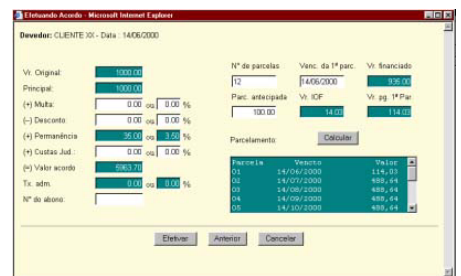 Efetuando Acordo - Microsoft Internet Explorer
Devedor: CLIENTE XX - Data : 14/06/2000
N° de parcelas Venc. da 1ª parc. Vr. financiado
12 14/06/2000 935.00
Vr. Original: 1000.00
Principal: 1000.00
Parc. antecipada Vr. IOF Vr. pg. 1ª Par.
100.00 14.03 114.03
(+) Multa: 0.00 ou 0.00 %
(–) Desconto: 0.00 ou 0.00 %
(+) Permanência 35.00 ou 3.50 %
(+) Custas Jud.: 0.00 ou 0.00 %
(=) Valor acordo 5963.70
Tx. adm. 0.00 ou 0.00 %
N° do abono:
Parcelamento: Calcular
Parcela Vencto Valor
01 14/06/2000 114,03
02 14/07/2000 488,64
03 14/08/2000 488,64
04 14/09/2000 488,64
05 14/10/2000 488,64
Efetivar Anterior Cancelar